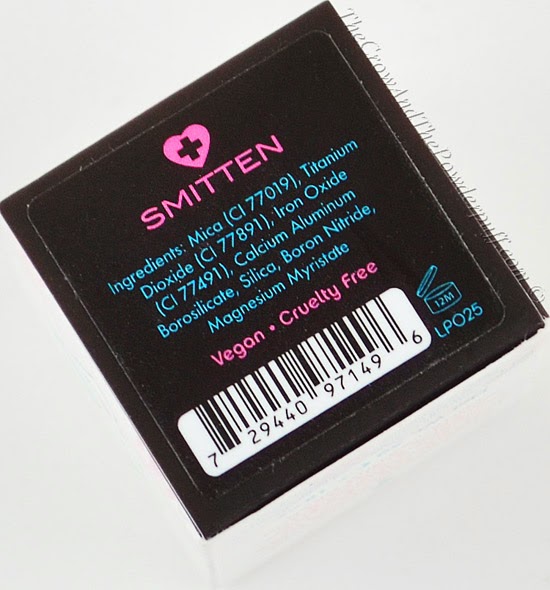 SMITTEN
Ingredients: Mica (CI 77019), Titanium
Dioxide (CI 77891), Iron Oxide
(CI 77491), Calcium Aluminum
Borosilicate, Silica, Boron Nitride,
Magnesium Myristate
Vegan • Cruelty Free
12M
LP025
7 29440 97149 6